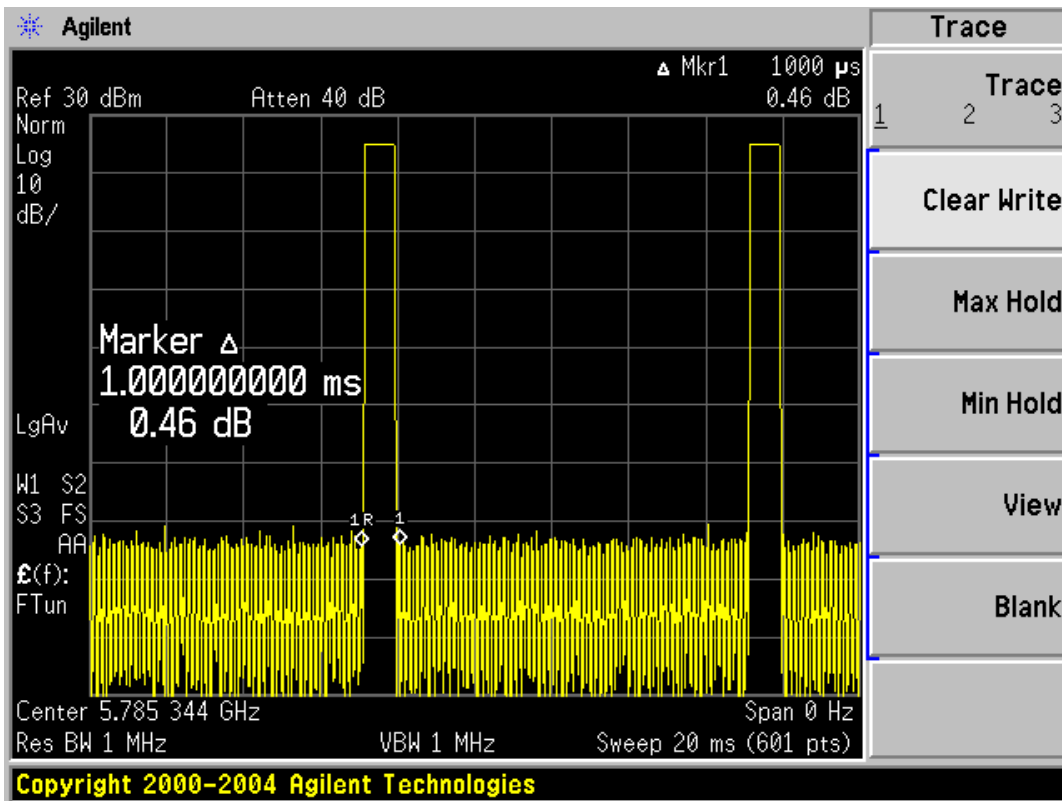 Agilent
Trace
Δ Mkr1 1000 µs
Ref 30 dBm Atten 40 dB 0.46 dB
Norm
Log
10
dB/
Marker Δ
1.000000000 ms
0.46 dB
LgAv
W1 S2
S3 FS
AA
£(f):
FTun
1R 1
Center 5.785 344 GHz Span 0 Hz
Res BW 1 MHz VBW 1 MHz Sweep 20 ms (601 pts)
Copyright 2000-2004 Agilent Technologies
Trace
1 2 3
Clear Write
Max Hold
Min Hold
View
Blank